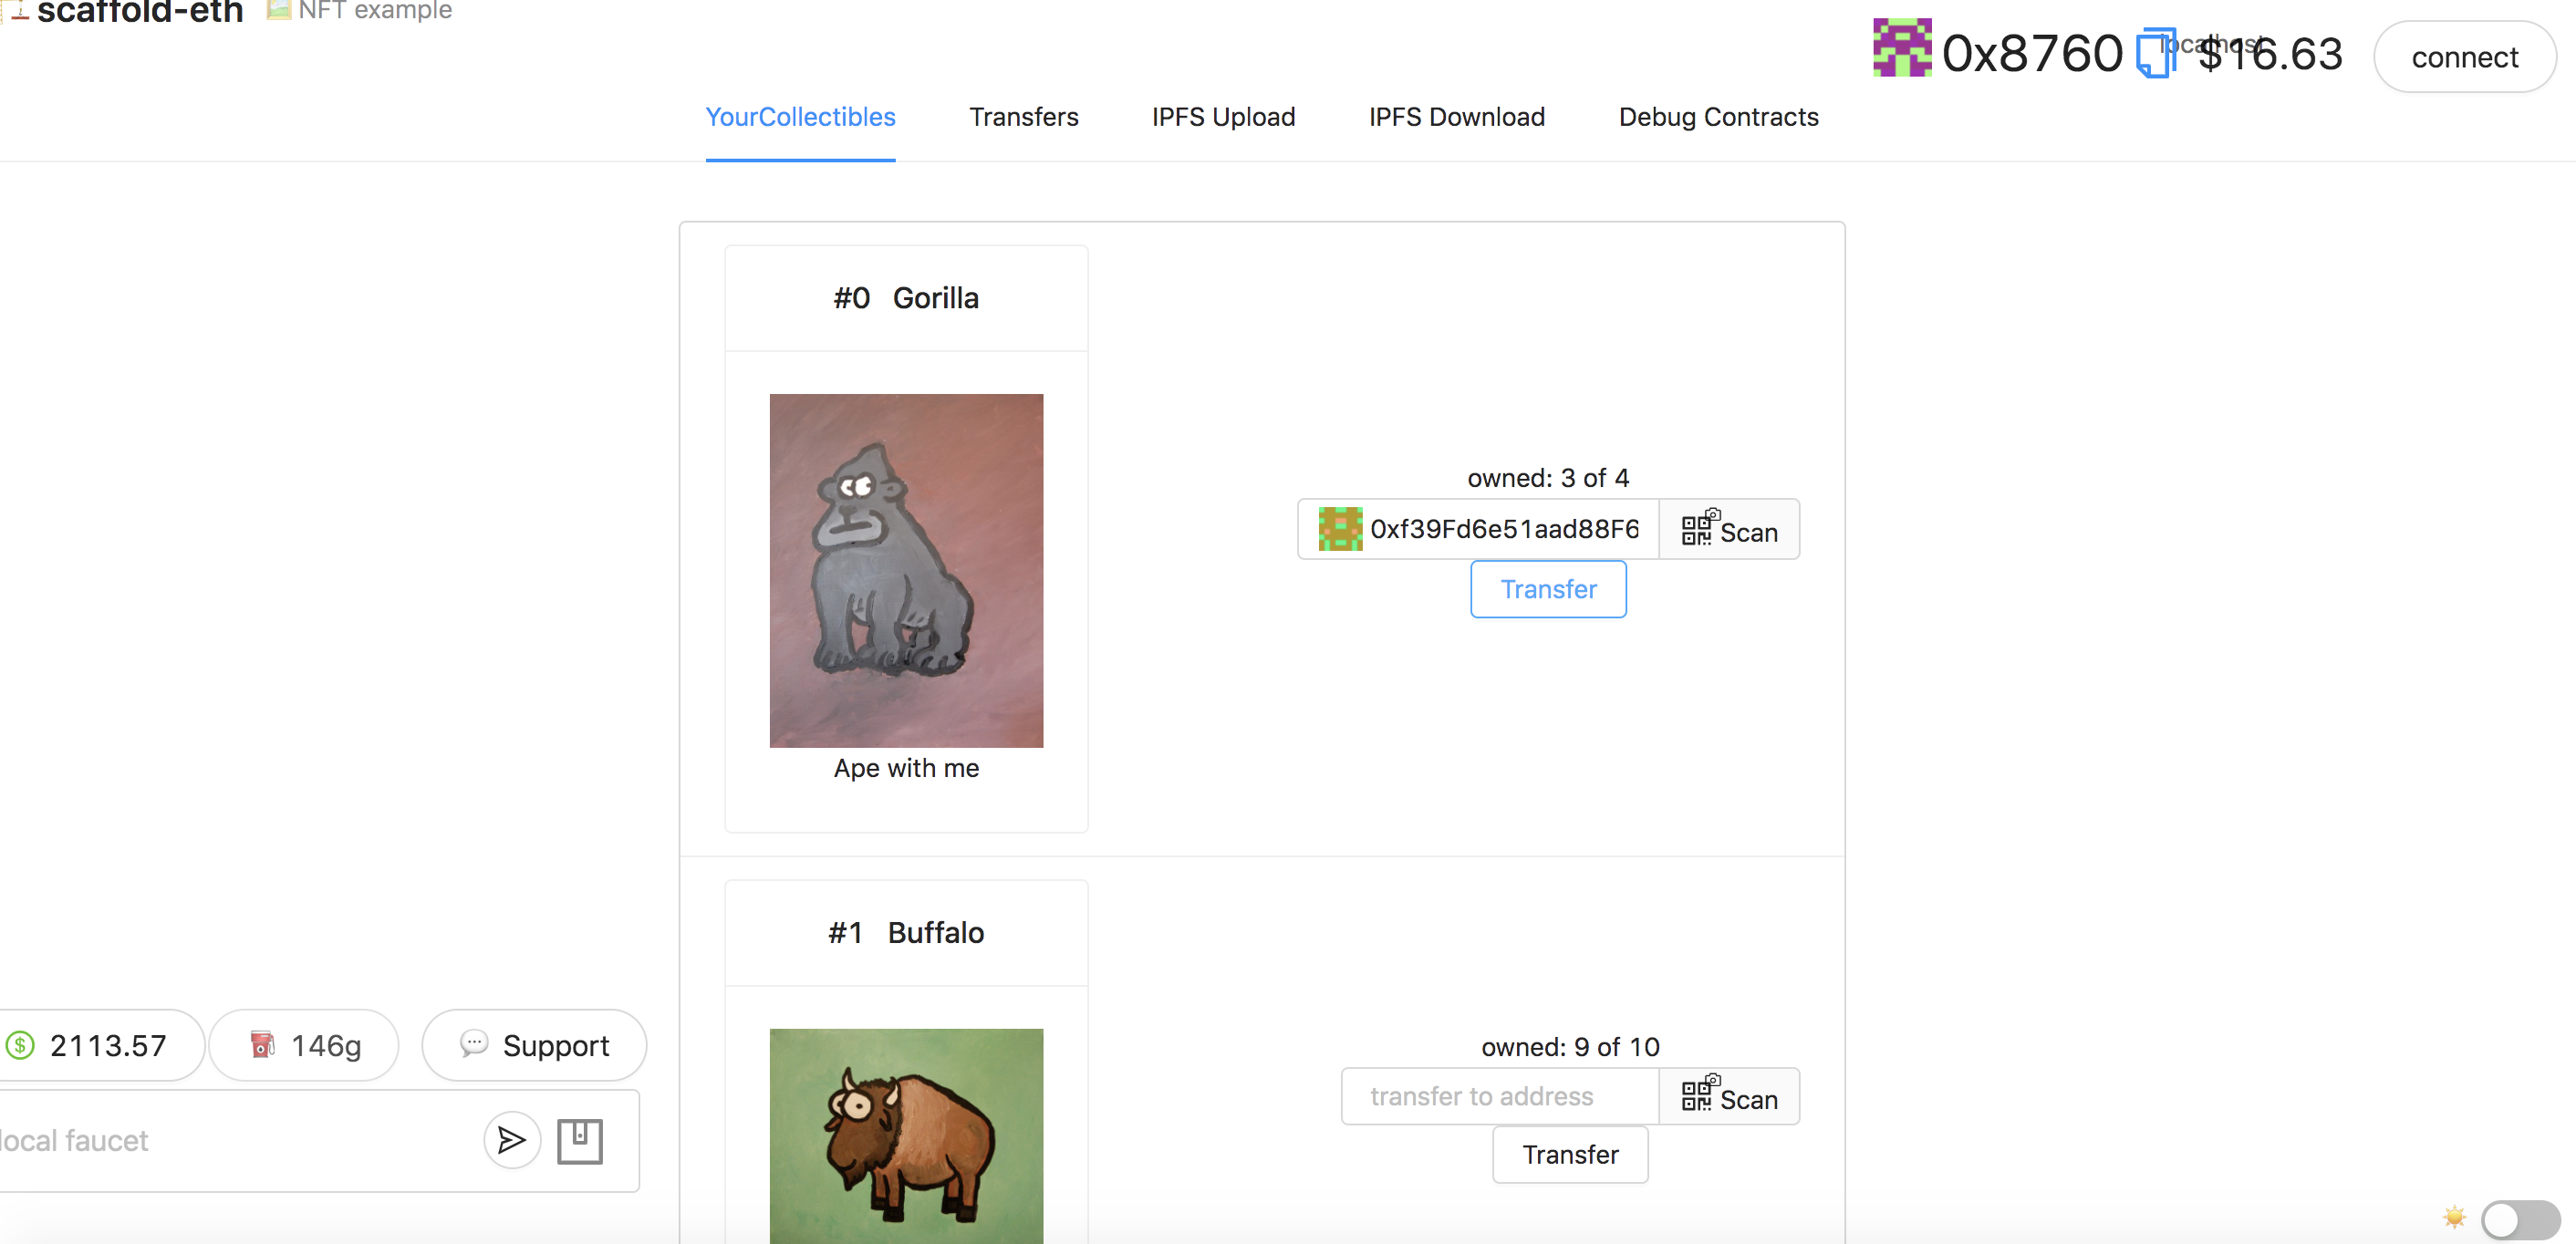 scaffold-eth NFT example
0x8760 localhost $16.63 connect
YourCollectibles Transfers IPFS Upload IPFS Download Debug Contracts
#0 Gorilla
owned: 3 of 4
0xf39Fd6e51aad88F6 Scan
Transfer
Ape with me
#1 Buffalo
2113.57 146g Support
owned: 9 of 10
transfer to address Scan
local faucet
Transfer